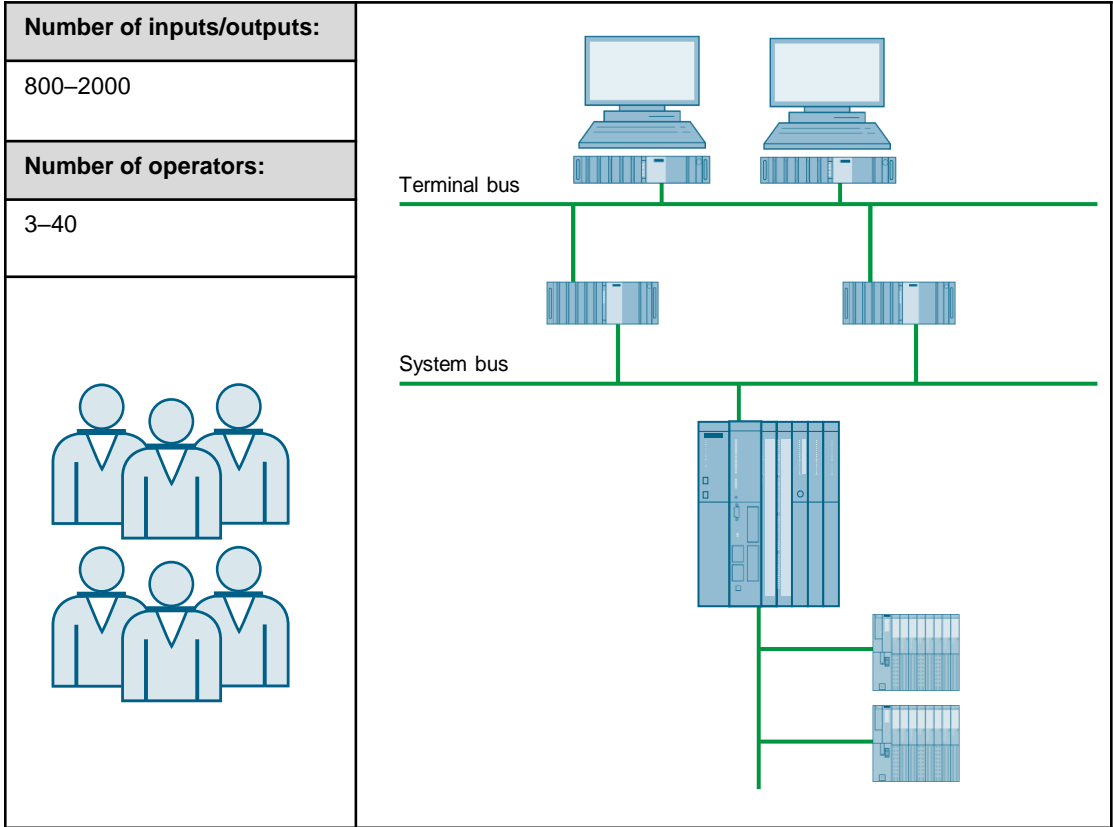 Number of inputs/outputs:
800–2000
Number of operators:
3–40
Terminal bus
System bus